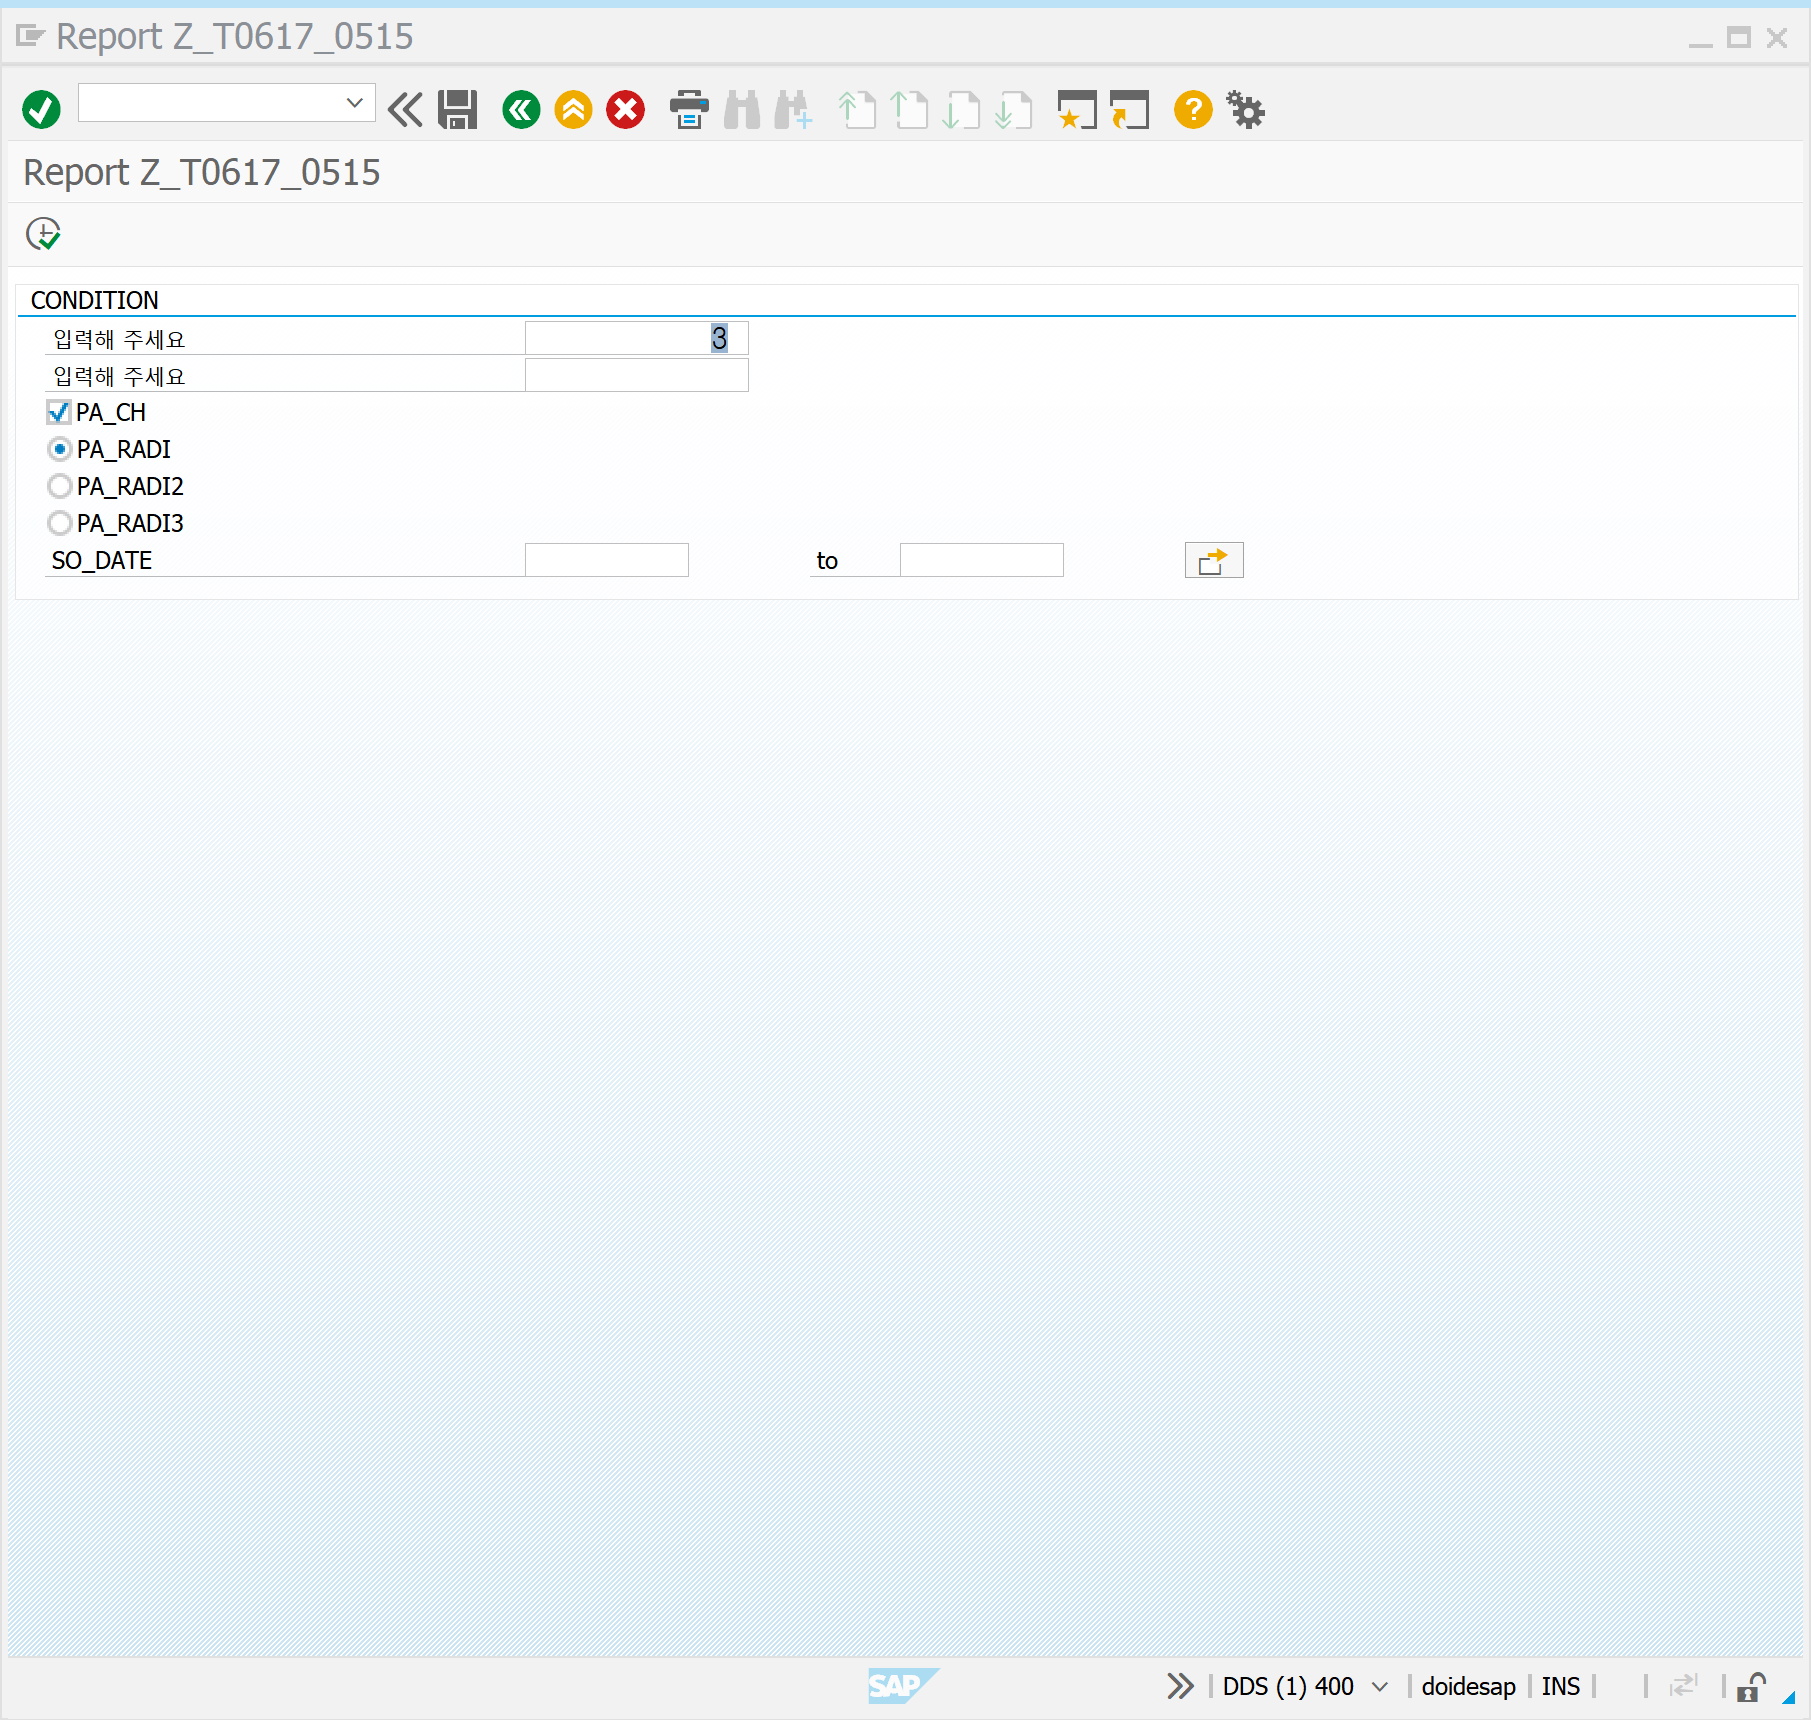 Report Z_T0617_0515
Report Z_T0617_0515
CONDITION
입력해 주세요 3
입력해 주세요
PA_CH
PA_RADI
PA_RADI2
PA_RADI3
SO_DATE to
SAP DDS (1) 400 doidesap INS